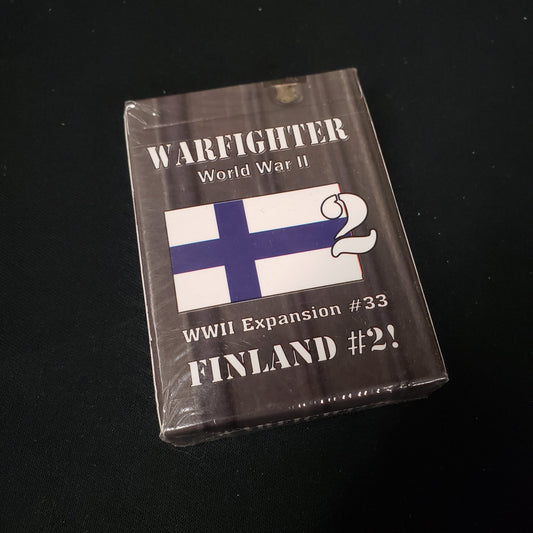 WARFIGHTER
World War II
2
WWII Expansion #33
FINLAND #2!